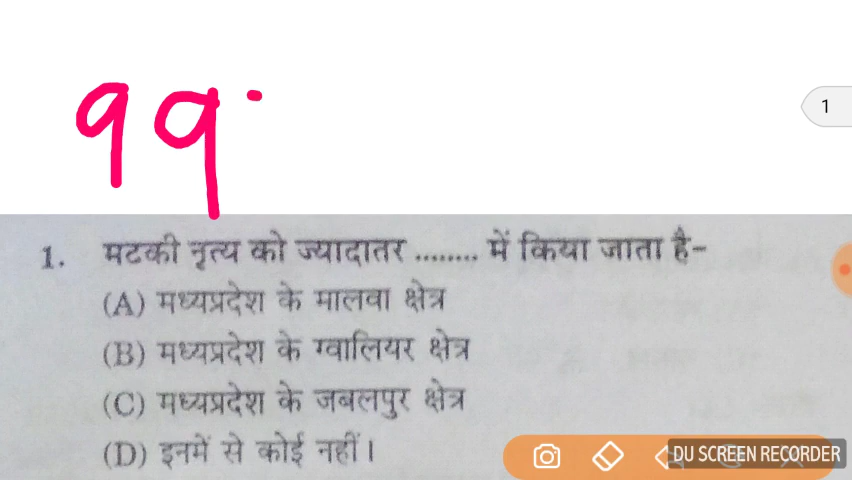 99.
1
1. मटकी नृत्य को ज्यादातर ........ में किया जाता है-
(A) मध्यप्रदेश के मालवा क्षेत्र
(B) मध्यप्रदेश के ग्वालियर क्षेत्र
(C) मध्यप्रदेश के जबलपुर क्षेत्र
(D) इनमें से कोई नहीं।
DU SCREEN RECORDER